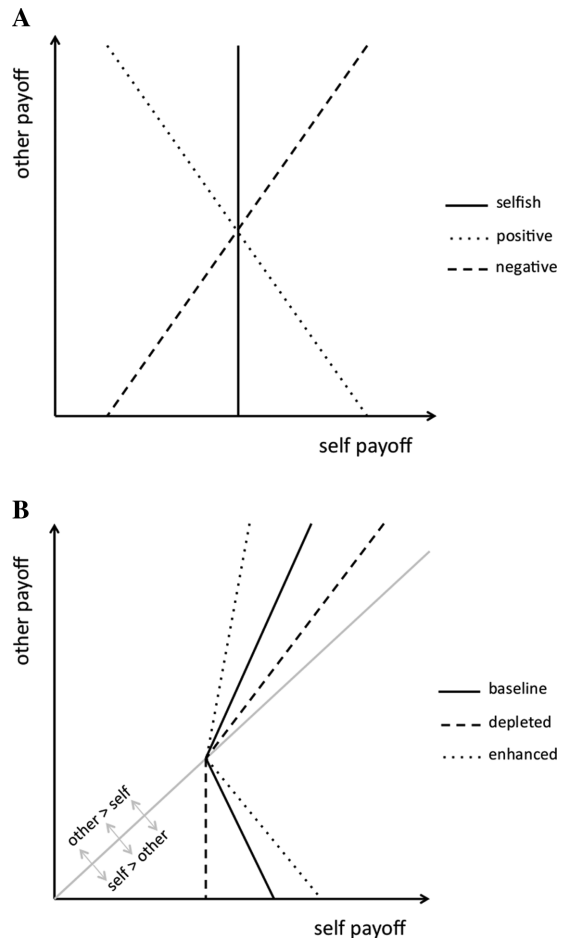 A
other payoff
selfish
positive
negative
self payoff
B
other payoff
baseline
depleted
enhanced
other > self
self > other
self payoff